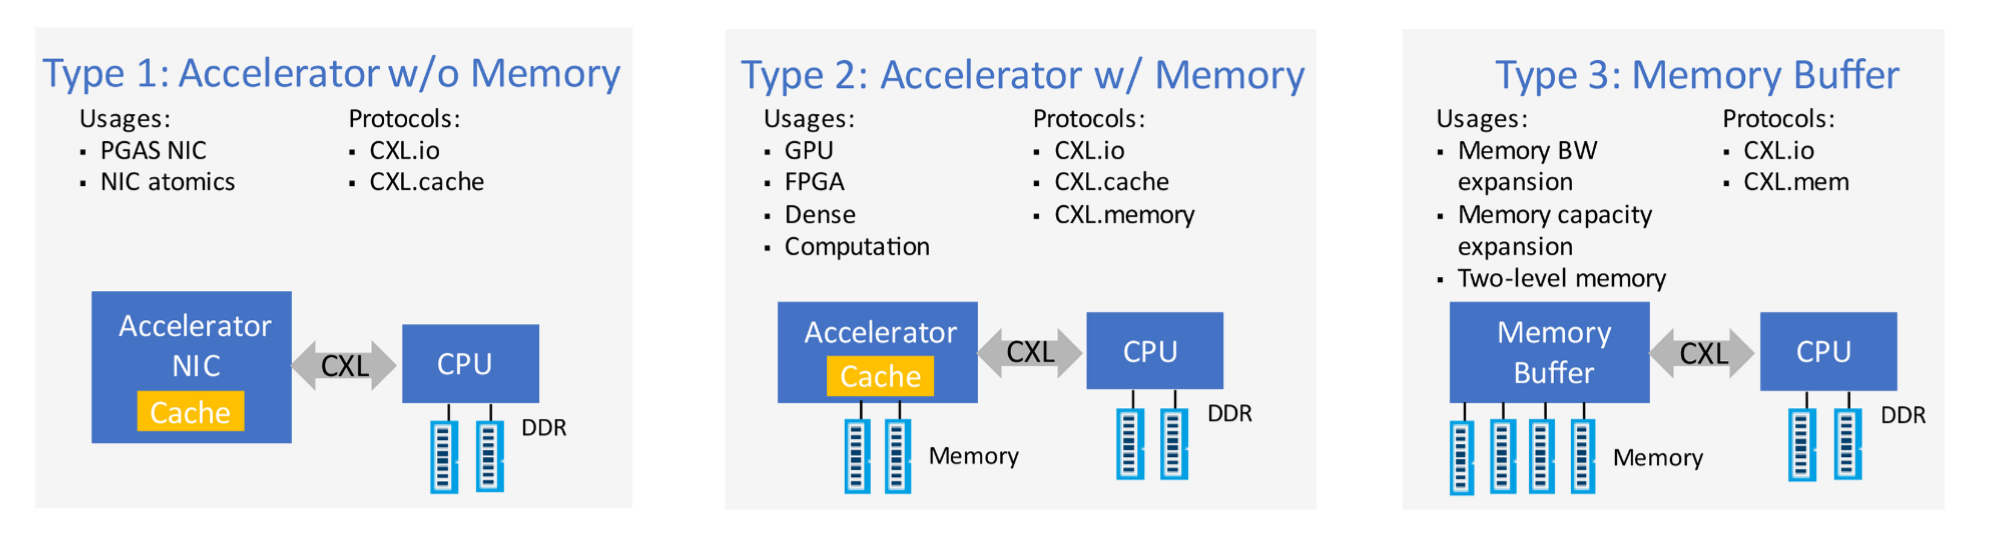 Type 1: Accelerator w/o Memory
Usages:
▪ PGAS NIC
▪ NIC atomics
Protocols:
▪ CXL.io
▪ CXL.cache
Accelerator
NIC
Cache
CXL
CPU
DDR
Type 2: Accelerator w/ Memory
Usages:
▪ GPU
▪ FPGA
▪ Dense
▪ Computation
Protocols:
▪ CXL.io
▪ CXL.cache
▪ CXL.memory
Accelerator
Cache
CXL
CPU
DDR
Memory
Type 3: Memory Buffer
Usages:
▪ Memory BW
expansion
▪ Memory capacity
expansion
▪ Two-level memory
Protocols:
▪ CXL.io
▪ CXL.mem
Memory
Buffer
CXL
CPU
DDR
Memory